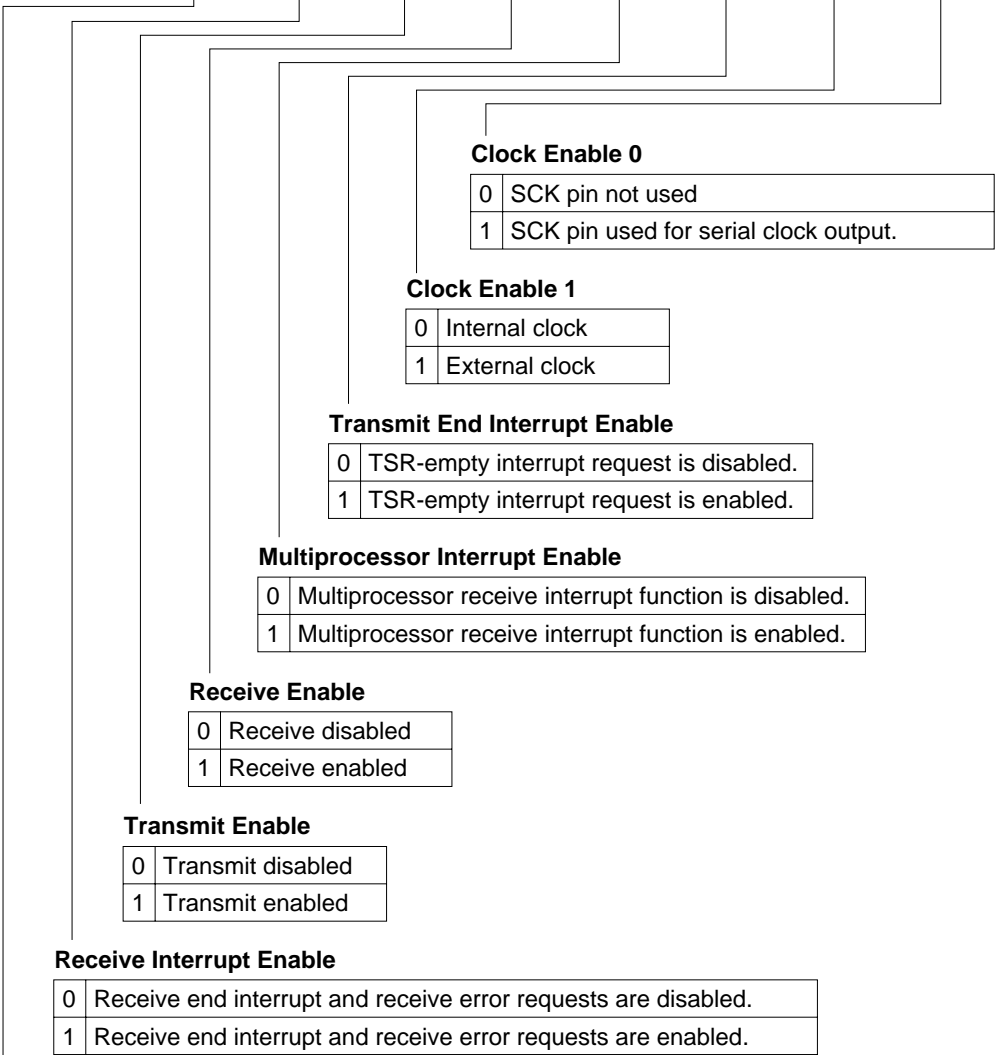 Clock Enable 0
0 SCK pin not used
1 SCK pin used for serial clock output.
Clock Enable 1
0 Internal clock
1 External clock
Transmit End Interrupt Enable
0 TSR-empty interrupt request is disabled.
1 TSR-empty interrupt request is enabled.
Multiprocessor Interrupt Enable
0 Multiprocessor receive interrupt function is disabled.
1 Multiprocessor receive interrupt function is enabled.
Receive Enable
0 Receive disabled
1 Receive enabled
Transmit Enable
0 Transmit disabled
1 Transmit enabled
Receive Interrupt Enable
0 Receive end interrupt and receive error requests are disabled.
1 Receive end interrupt and receive error requests are enabled.